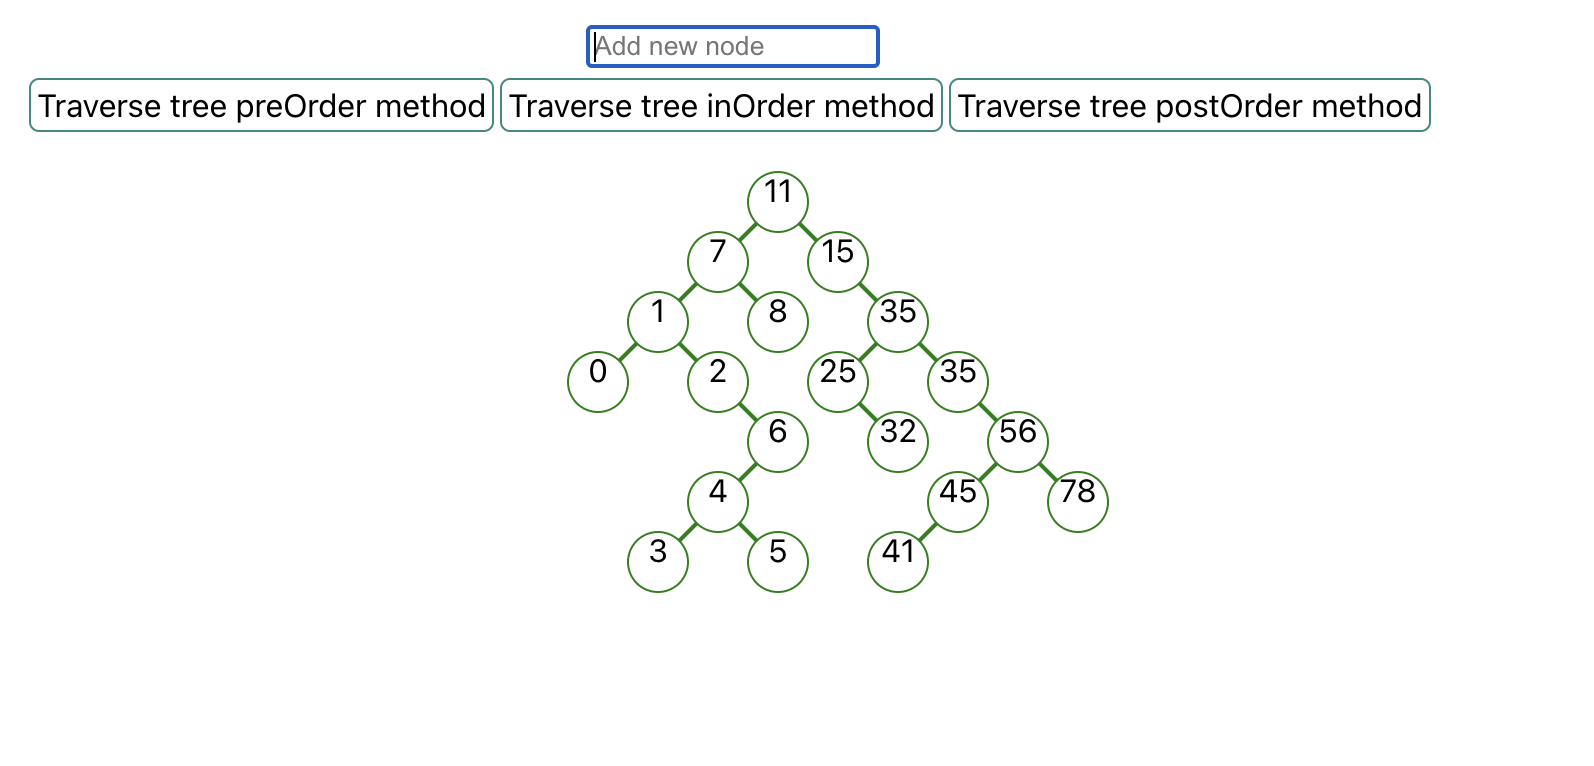 Add new node
Traverse tree preOrder method Traverse tree inOrder method Traverse tree postOrder method
11
7 15
1 8 35
0 2 25 35
6 32 56
4 45 78
3 5 41